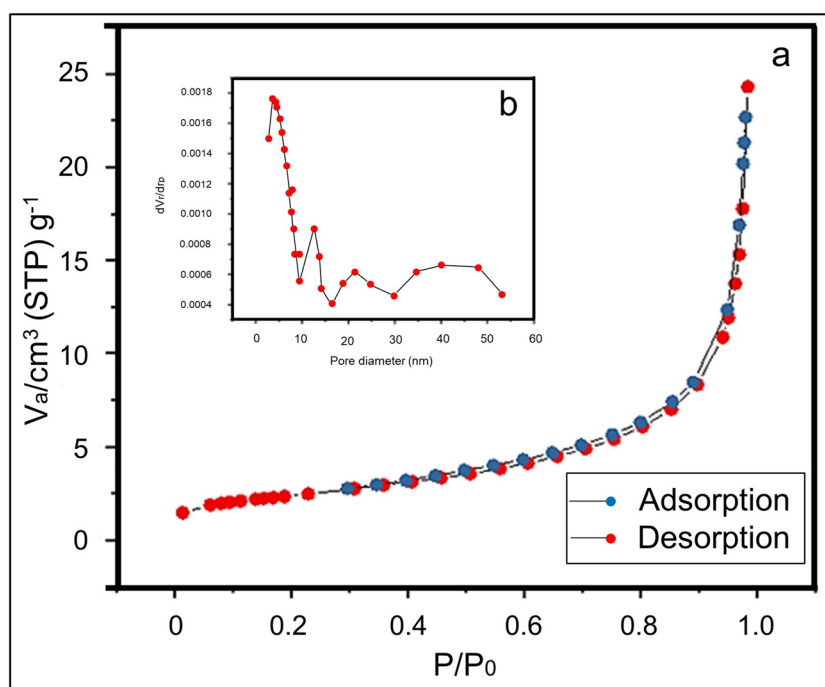 a
25
20
15
10
5
0
Va/cm³ (STP) g⁻¹
0 0.2 0.4 0.6 0.8 1.0
P/P₀
b
0.0018
0.0016
0.0014
0.0012
0.0010
0.0008
0.0006
0.0004
dVr/drp
0 10 20 30 40 50 60
Pore diameter (nm)
Adsorption
Desorption